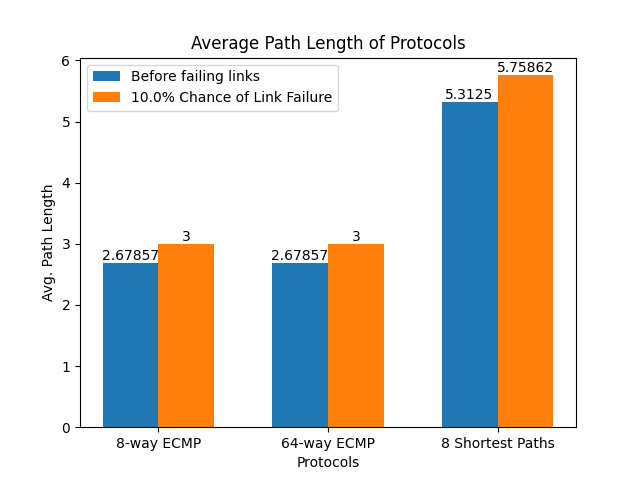 Average Path Length of Protocols
Before failing links
10.0% Chance of Link Failure
Avg. Path Length
6
5
4
3
2
1
0
2.67857
3
2.67857
3
5.3125
5.75862
8-way ECMP
64-way ECMP
8 Shortest Paths
Protocols